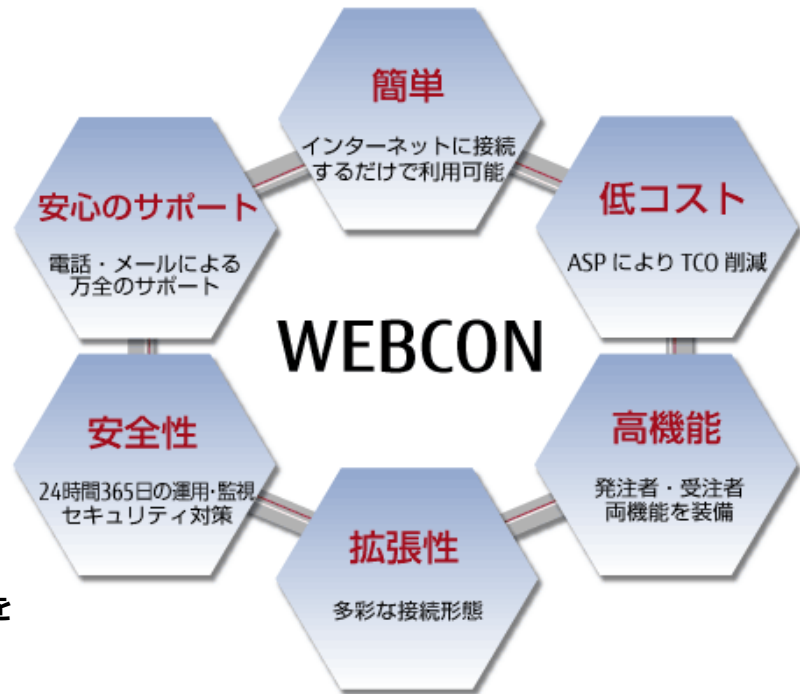 簡単
インターネットに接続
するだけで利用可能
低コスト
ASP により TCO 削減
高機能
発注者・受注者
両機能を装備
拡張性
多彩な接続形態
安全性
24時間365日の運用・監視
セキュリティ対策
安心のサポート
電話・メールによる
万全のサポート
WEBCON
を